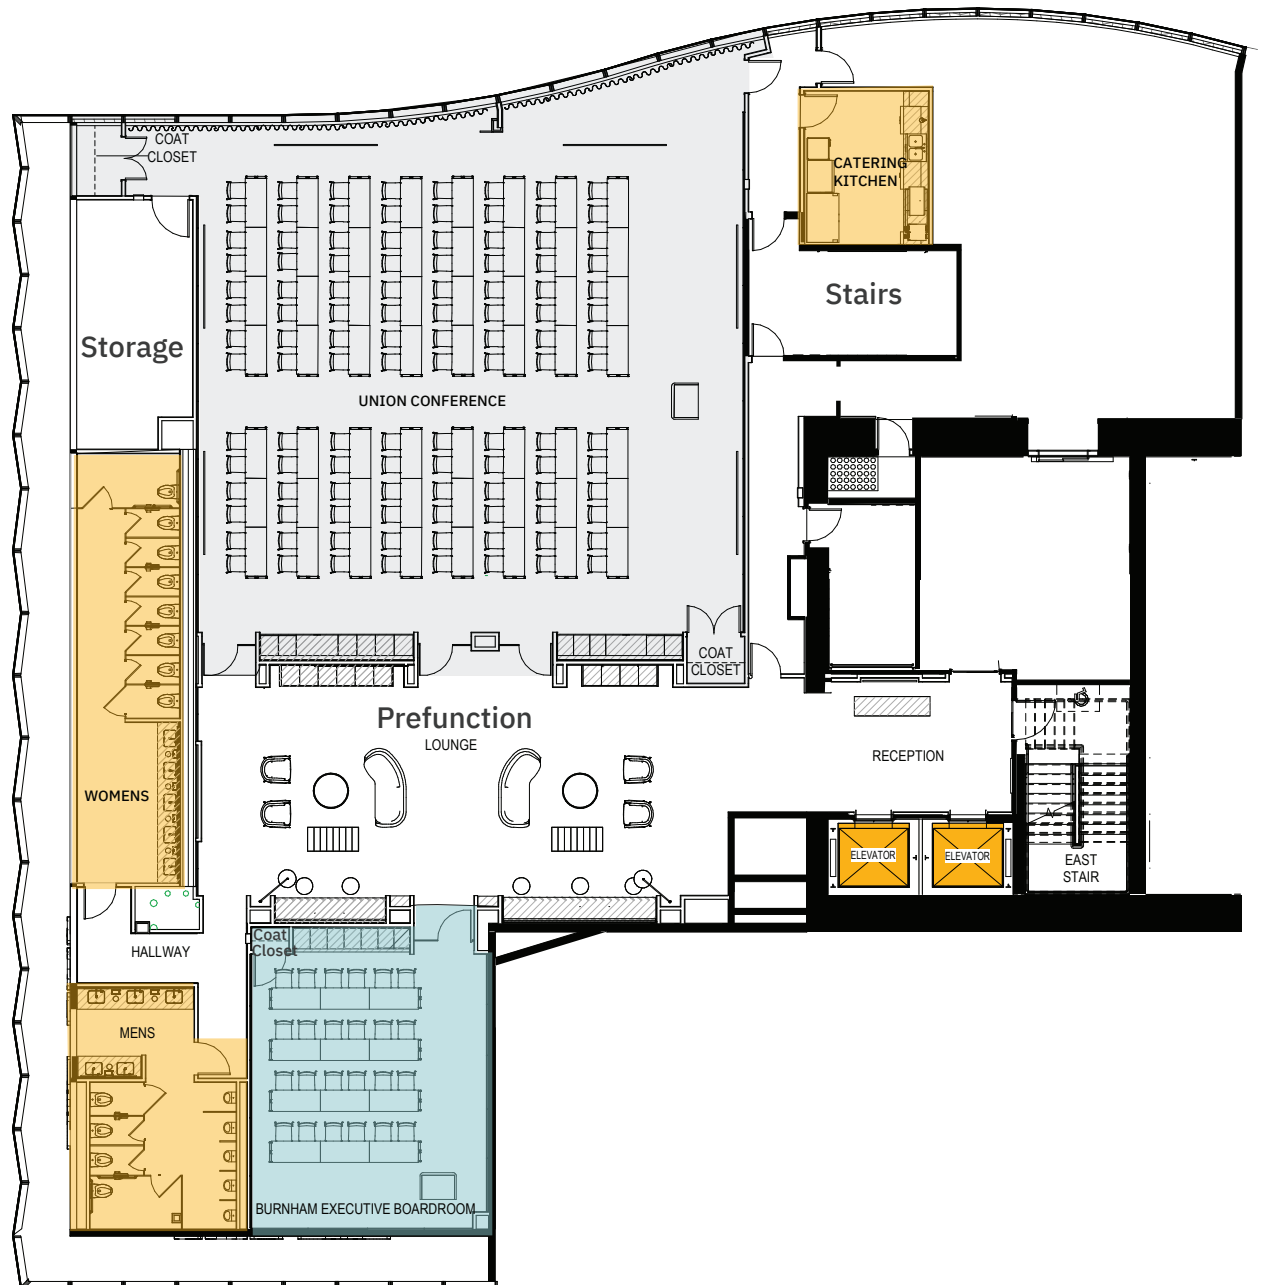 COAT
CLOSET
CATERING
KITCHEN
Stairs
Storage
UNION CONFERENCE
COAT
CLOSET
Prefunction
LOUNGE
RECEPTION
WOMENS
ELEVATOR
ELEVATOR
EAST
STAIR
Coat
Closet
HALLWAY
MENS
BURNHAM EXECUTIVE BOARDROOM